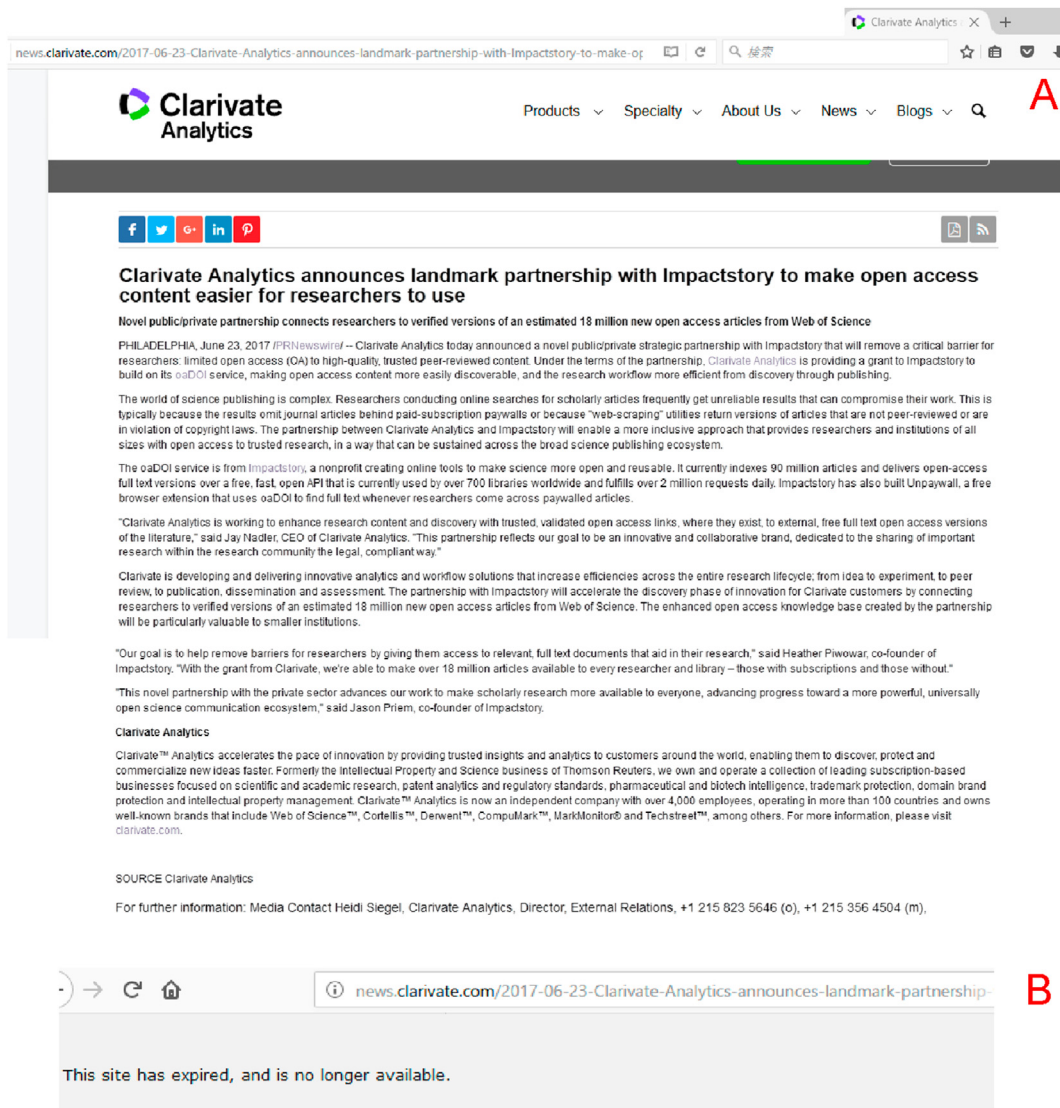 Clarivate Analytics
news.clarivate.com/2017-06-23-Clarivate-Analytics-announces-landmark-partnership-with-Impactstory-to-make-op
検索
A
Clarivate
Analytics
Products Specialty About Us News Blogs
Clarivate Analytics announces landmark partnership with Impactstory to make open access
content easier for researchers to use
Novel public/private partnership connects researchers to verified versions of an estimated 18 million new open access articles from Web of Science
PHILADELPHIA, June 23, 2017 /PRNewswire/ -- Clarivate Analytics today announced a novel public/private strategic partnership with Impactstory that will remove a critical barrier for
researchers: limited open access (OA) to high-quality, trusted peer-reviewed content. Under the terms of the partnership, Clarivate Analytics is providing a grant to Impactstory to
build on its oaDOI service, making open access content more easily discoverable, and the research workflow more efficient from discovery through publishing.
The world of science publishing is complex. Researchers conducting online searches for scholarly articles frequently get unreliable results that can compromise their work. This is
typically because the results omit journal articles behind paid-subscription paywalls or because "web-scraping" utilities return versions of articles that are not peer-reviewed or are
in violation of copyright laws. The partnership between Clarivate Analytics and Impactstory will enable a more inclusive approach that provides researchers and institutions of all
sizes with open access to trusted research, in a way that can be sustained across the broad science publishing ecosystem.
The oaDOI service is from Impactstory, a nonprofit creating online tools to make science more open and reusable. It currently indexes 90 million articles and delivers open-access
full text versions over a free, fast, open API that is currently used by over 700 libraries worldwide and fulfills over 2 million requests daily. Impactstory has also built Unpaywall, a free
browser extension that uses oaDOI to find full text whenever researchers come across paywalled articles.
"Clarivate Analytics is working to enhance research content and discovery with trusted, validated open access links, where they exist, to external, free full text open access versions
of the literature," said Jay Nadler, CEO of Clarivate Analytics. "This partnership reflects our goal to be an innovative and collaborative brand, dedicated to the sharing of important
research within the research community the legal, compliant way."
Clarivate is developing and delivering innovative analytics and workflow solutions that increase efficiencies across the entire research lifecycle; from idea to experiment, to peer
review, to publication, dissemination and assessment. The partnership with Impactstory will accelerate the discovery phase of innovation for Clarivate customers by connecting
researchers to verified versions of an estimated 18 million new open access articles from Web of Science. The enhanced open access knowledge base created by the partnership
will be particularly valuable to smaller institutions.
"Our goal is to help remove barriers for researchers by giving them access to relevant, full text documents that aid in their research," said Heather Piwowar, co-founder of
Impactstory. "With the grant from Clarivate, we're able to make over 18 million articles available to every researcher and library – those with subscriptions and those without."
"This novel partnership with the private sector advances our work to make scholarly research more available to everyone, advancing progress toward a more powerful, universally
open science communication ecosystem," said Jason Priem, co-founder of Impactstory.
Clarivate Analytics
Clarivate™ Analytics accelerates the pace of innovation by providing trusted insights and analytics to customers around the world, enabling them to discover, protect and
commercialize new ideas faster. Formerly the Intellectual Property and Science business of Thomson Reuters, we own and operate a collection of leading subscription-based
businesses focused on scientific and academic research, patent analytics and regulatory standards, pharmaceutical and biotech intelligence, trademark protection, domain brand
protection and intellectual property management. Clarivate™ Analytics is now an independent company with over 4,000 employees, operating in more than 100 countries and owns
well-known brands that include Web of Science™, Cortellis™, Derwent™, CompuMark™, MarkMonitor® and Techstreet™, among others. For more information, please visit
clarivate.com.
SOURCE Clarivate Analytics
For further information: Media Contact Heidi Siegel, Clarivate Analytics, Director, External Relations, +1 215 823 5646 (o), +1 215 356 4504 (m),
news.clarivate.com/2017-06-23-Clarivate-Analytics-announces-landmark-partnership-
B
This site has expired, and is no longer available.